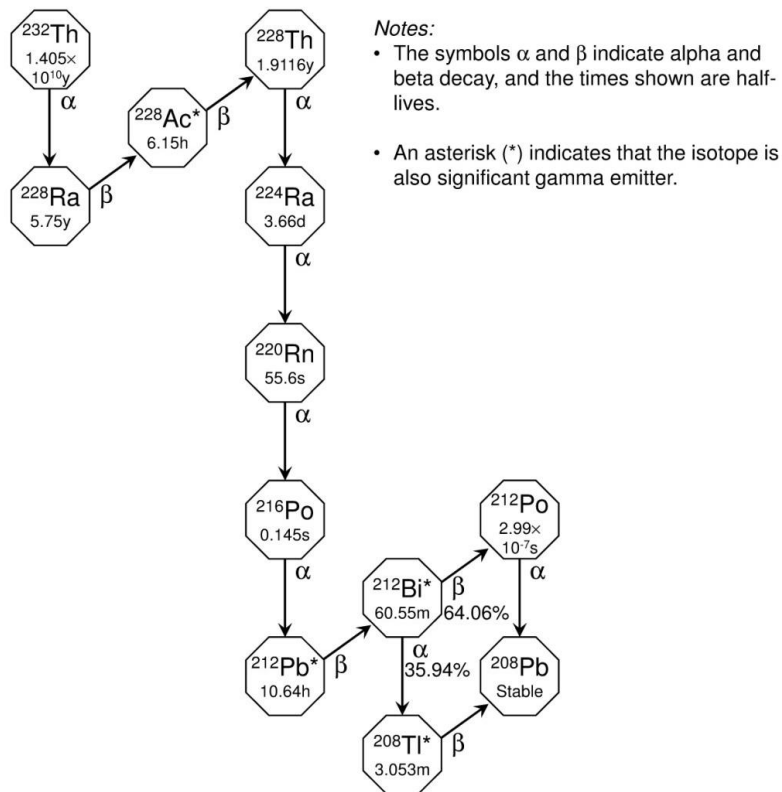 ²³²Th
1.405×
10¹⁰y
α
²²⁸Ra
5.75y
β
²²⁸Ac*
6.15h
β
²²⁸Th
1.9116y
α
²²⁴Ra
3.66d
α
²²⁰Rn
55.6s
α
²¹⁶Po
0.145s
α
²¹²Pb*
10.64h
β
²¹²Bi*
60.55m
β
64.06%
α
35.94%
²¹²Po
2.99×
10⁻⁷s
α
²⁰⁸Tl*
3.053m
β
²⁰⁸Pb
Stable
Notes:
• The symbols α and β indicate alpha and
beta decay, and the times shown are half-
lives.
• An asterisk (*) indicates that the isotope is
also significant gamma emitter.